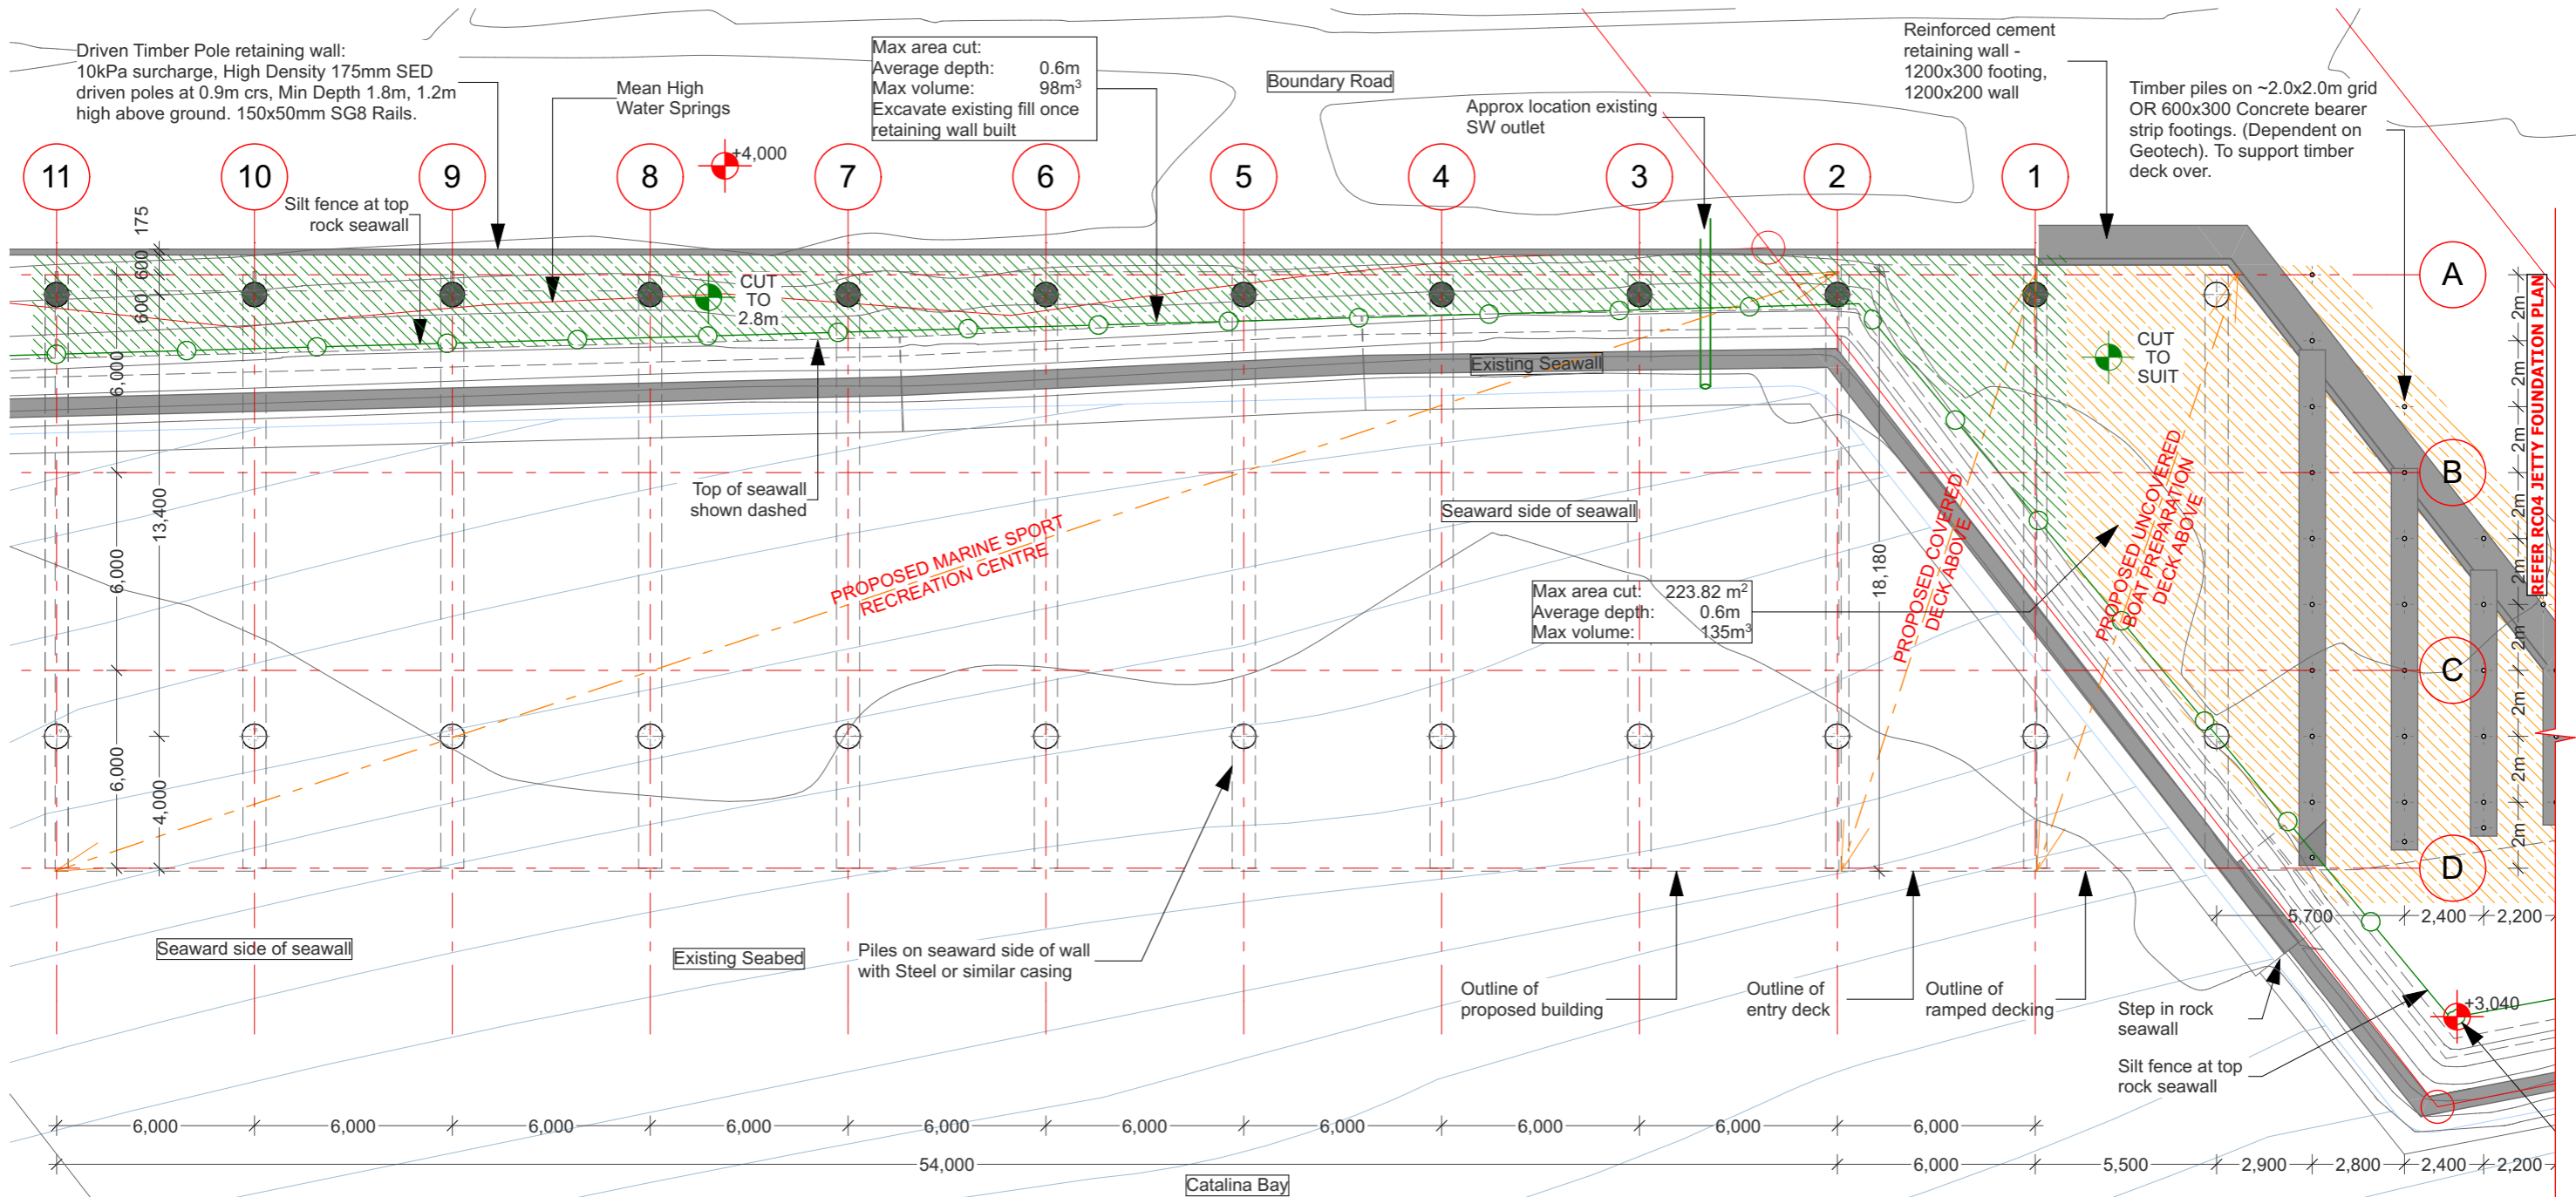 Driven Timber Pole retaining wall:
10kPa surcharge, High Density 175mm SED
driven poles at 0.9m crs, Min Depth 1.8m, 1.2m
high above ground. 150x50mm SG8 Rails.
Mean High
Water Springs
Max area cut:
Average depth: 0.6m
Max volume: 98m³
Excavate existing fill once
retaining wall built
Boundary Road
Approx location existing
SW outlet
Reinforced cement
retaining wall -
1200x300 footing,
1200x200 wall
Timber piles on ~2.0x2.0m grid
OR 600x300 Concrete bearer
strip footings. (Dependent on
Geotech). To support timber
deck over.
+4,000
11
10
9
8
7
6
5
4
3
2
1
Silt fence at top
rock seawall
175
600
600
6,000
13,400
6,000
6,000
4,000
CUT
TO
2.8m
CUT
TO
SUIT
Existing Seawall
A
B
C
D
2m
2m
2m
2m
2m
2m
2m
2m
2m
REFER RC04 JETTY FOUNDATION PLAN
Top of seawall
shown dashed
Seaward side of seawall
PROPOSED MARINE SPORT
RECREATION CENTRE
Max area cut: 223.82 m²
Average depth: 0.6m
Max volume: 135m³
18,180
PROPOSED COVERED
DECK ABOVE
PROPOSED UNCOVERED
BOAT PREPARATION
DECK ABOVE
5,700
2,400
2,200
Seaward side of seawall
Existing Seabed
Piles on seaward side of wall
with Steel or similar casing
Outline of
proposed building
Outline of
entry deck
Outline of
ramped decking
Step in rock
seawall
Silt fence at top
rock seawall
+3,040
6,000
6,000
6,000
6,000
6,000
6,000
6,000
6,000
6,000
6,000
54,000
6,000
5,500
2,900
2,800
2,400
2,200
Catalina Bay